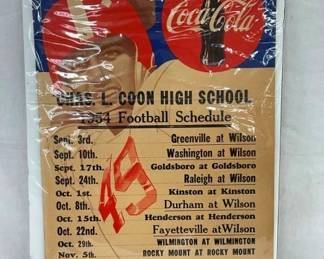 Coca-Cola
CHAS. L. COON HIGH SCHOOL
1954 Football Schedule
Sept. 3rd. Greenville at Wilson
Sept. 10th. Washington at Wilson
Sept. 17th. Goldsboro at Goldsboro
Sept. 24th. Raleigh at Wilson
Oct. 1st. Kinston at Kinston
Oct. 8th. Durham at Wilson
Oct. 15th. Henderson at Henderson
Oct. 22nd. Fayetteville at Wilson
Oct. 29th. WILMINGTON AT WILMINGTON
Nov. 5th. ROCKY MOUNT AT ROCKY MOUNT
45